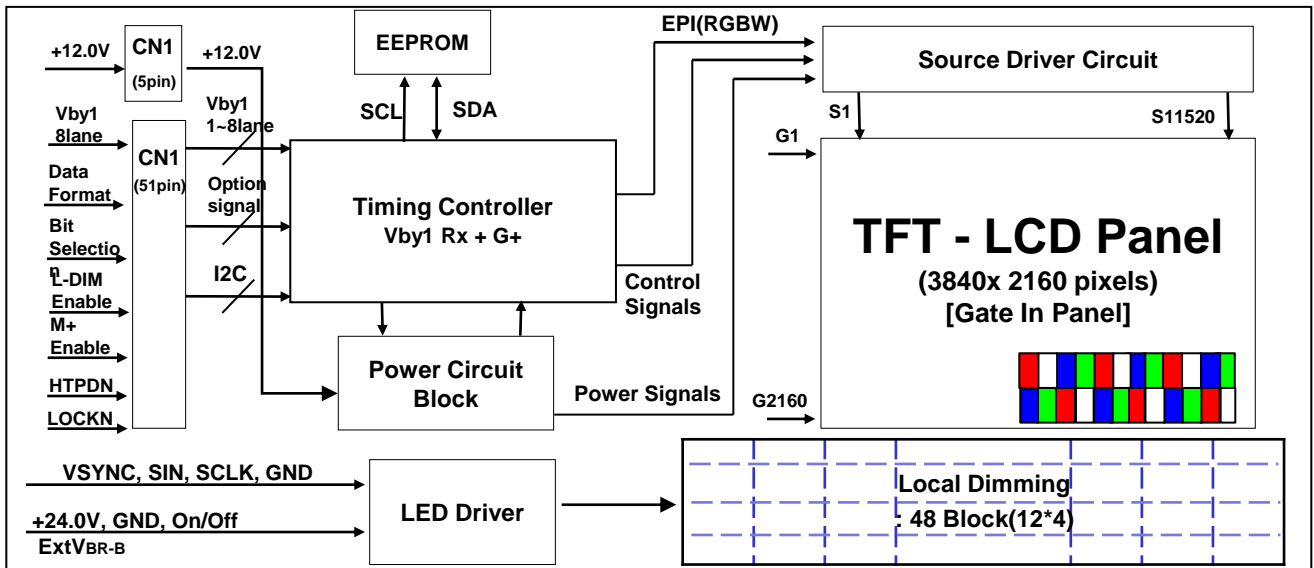 +12.0V
CN1
(5pin)
+12.0V
EEPROM
EPI(RGBW)
Source Driver Circuit
SCL
SDA
S1
S11520
Vby1
8lane
Vby1
1~8lane
CN1
(51pin)
Data
Format
Option
signal
Bit
Selectio
n
I2C
L-DIM
Enable
M+
Enable
HTPDN
LOCKN
Timing Controller
Vby1 Rx + G+
Control
Signals
Power Circuit
Block
Power Signals
G1
G2160
TFT - LCD Panel
(3840x 2160 pixels)
[Gate In Panel]
VSYNC, SIN, SCLK, GND
+24.0V, GND, On/Off
ExtVBR-B
LED Driver
Local Dimming
: 48 Block(12*4)